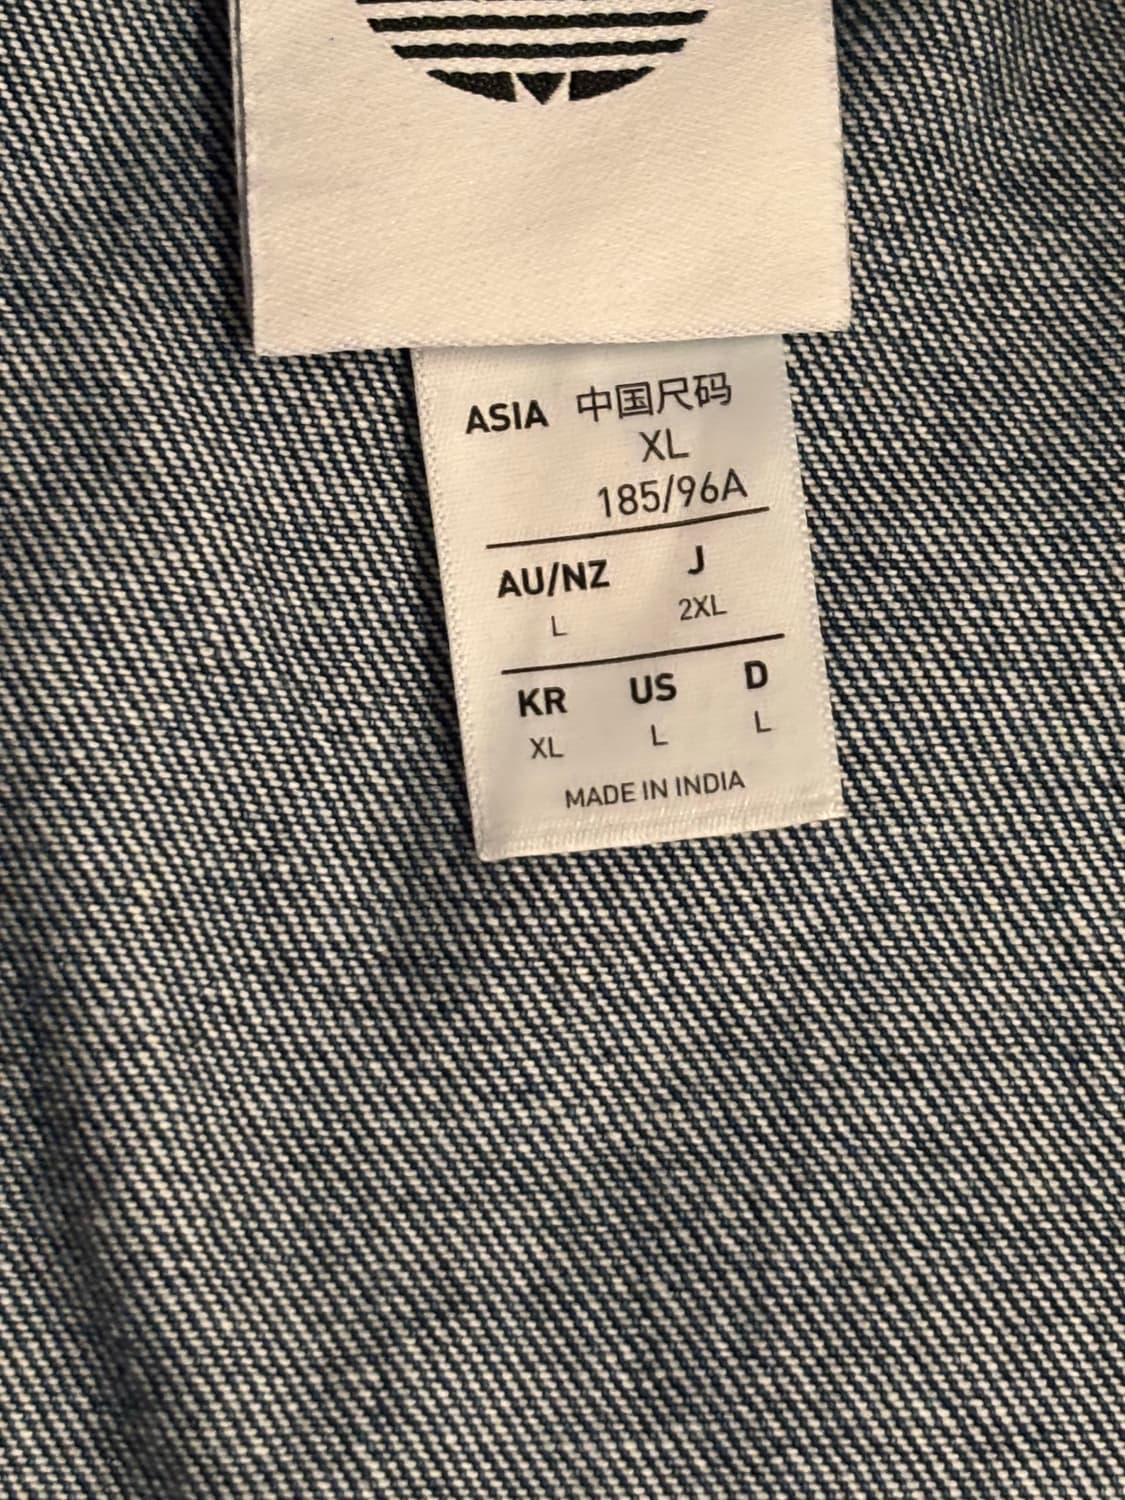 ASIA 中国尺码
XL
185/96A
AU/NZ J
L 2XL
KR US D
XL L L
MADE IN INDIA